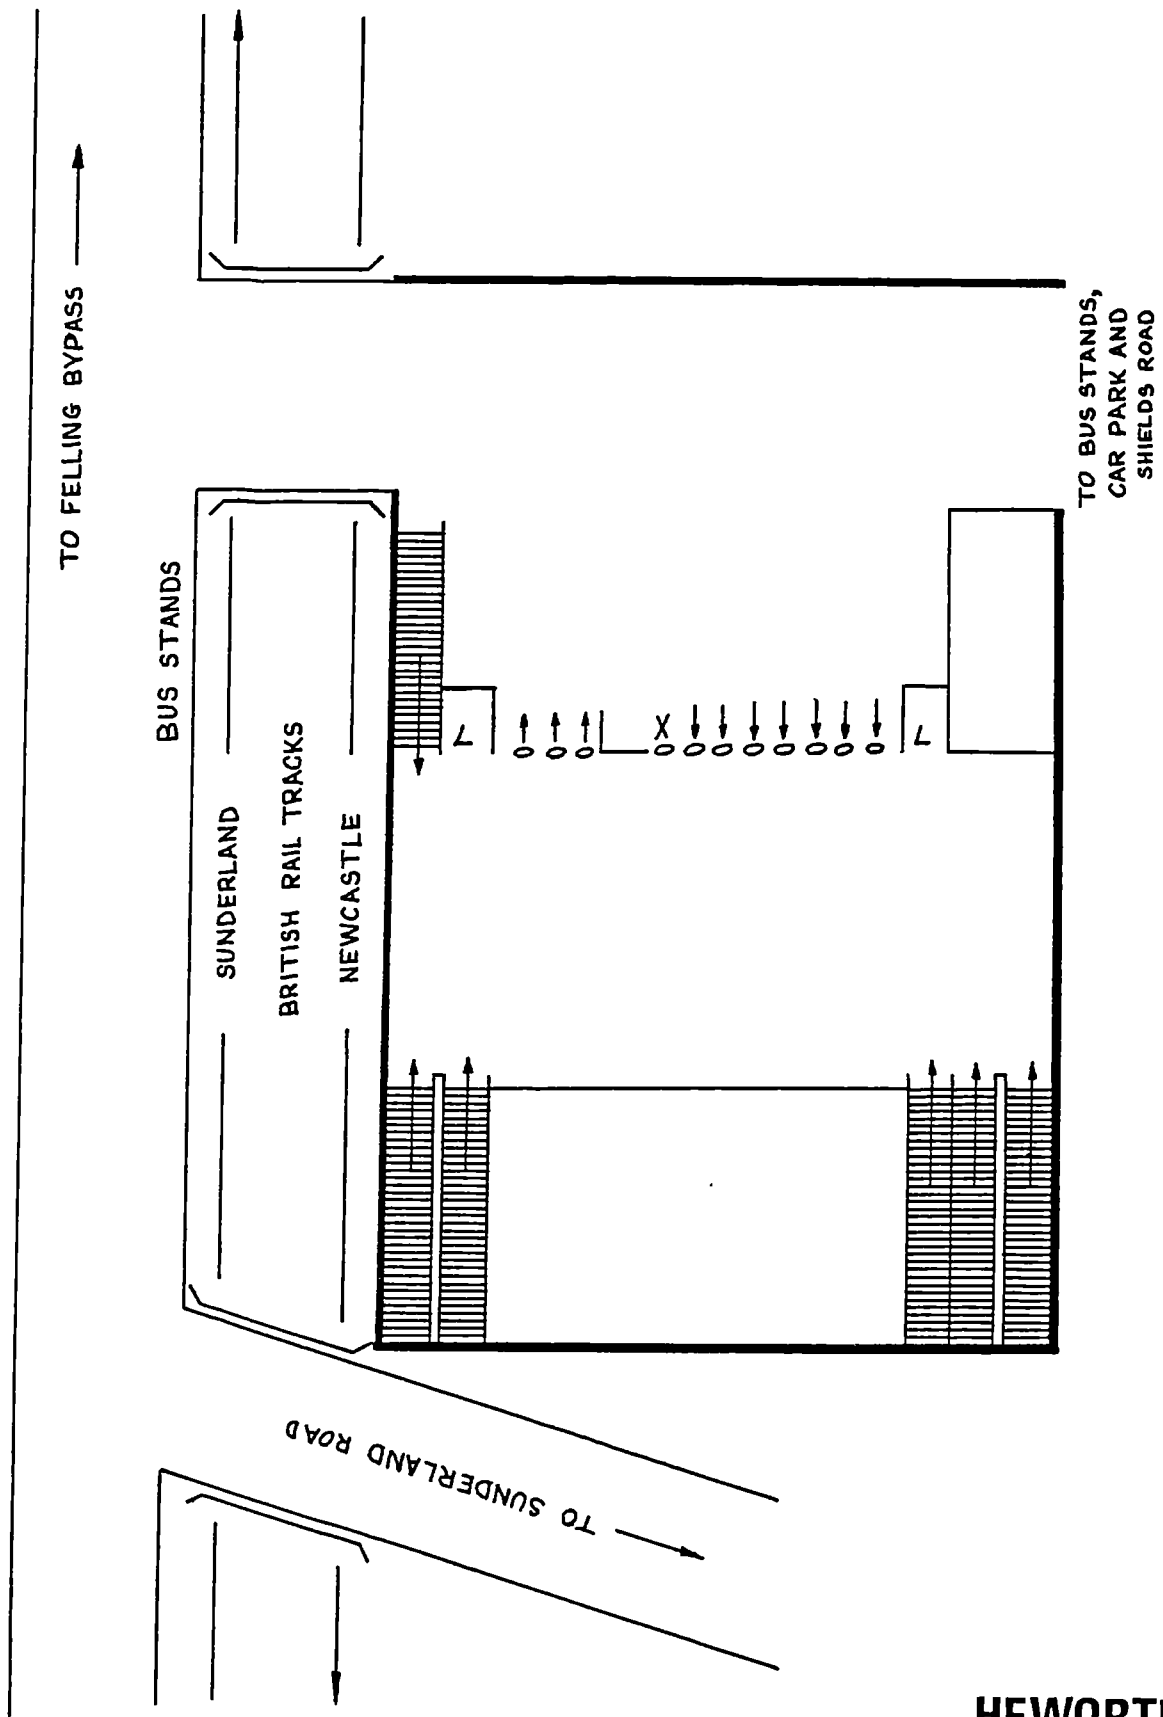 TO FELLING BYPASS
BUS STANDS
SUNDERLAND
BRITISH RAIL TRACKS
NEWCASTLE
TO BUS STANDS,
CAR PARK AND
SHIELDS ROAD
X
TO SUNDERLAND ROAD
HEWORTH